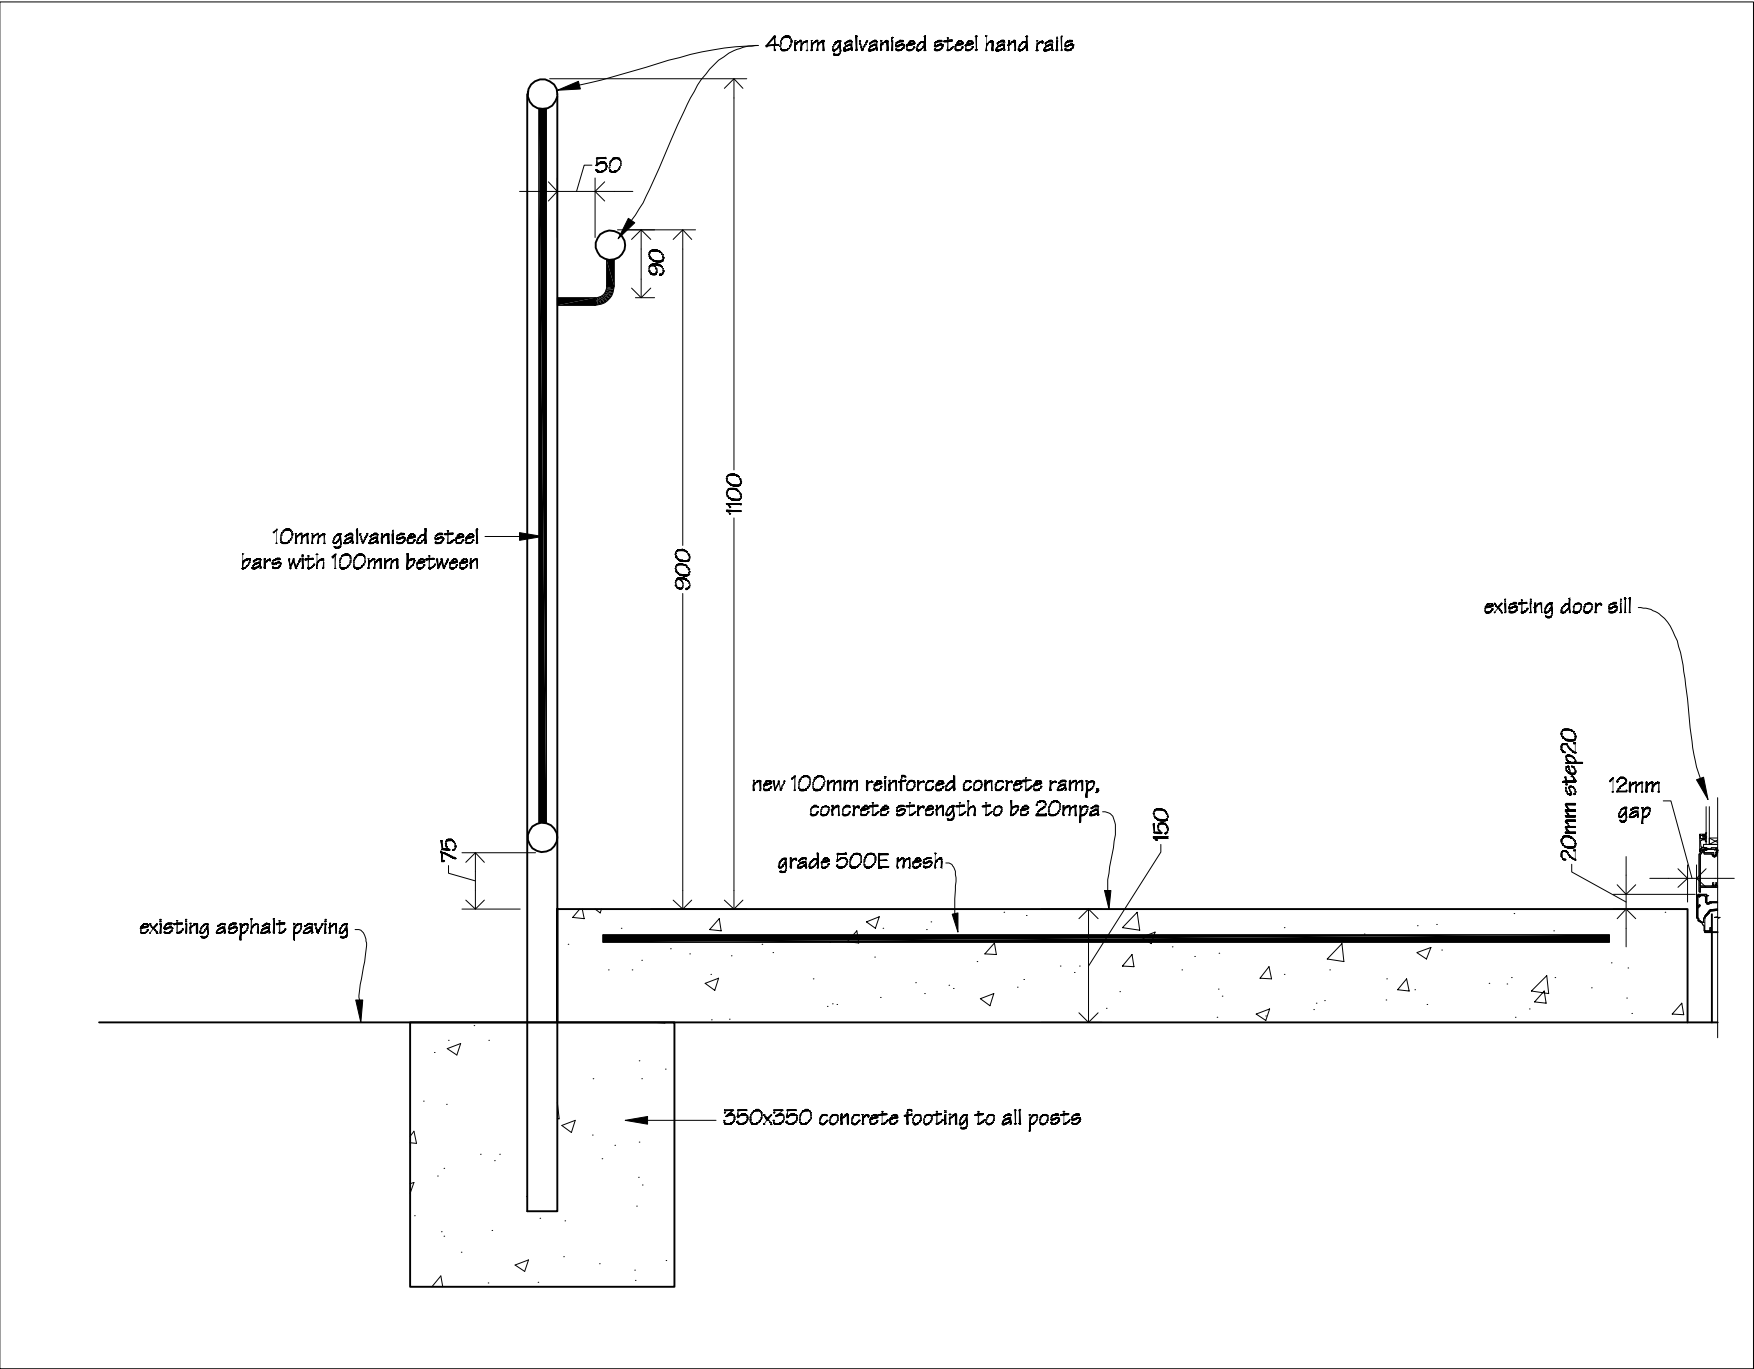 40mm galvanised steel hand rails
50
90
1100
900
10mm galvanised steel
bars with 100mm between
existing door sill
20mm step20
12mm
gap
new 100mm reinforced concrete ramp,
concrete strength to be 20mpa
150
grade 500E mesh
75
existing asphalt paving
350x350 concrete footing to all posts